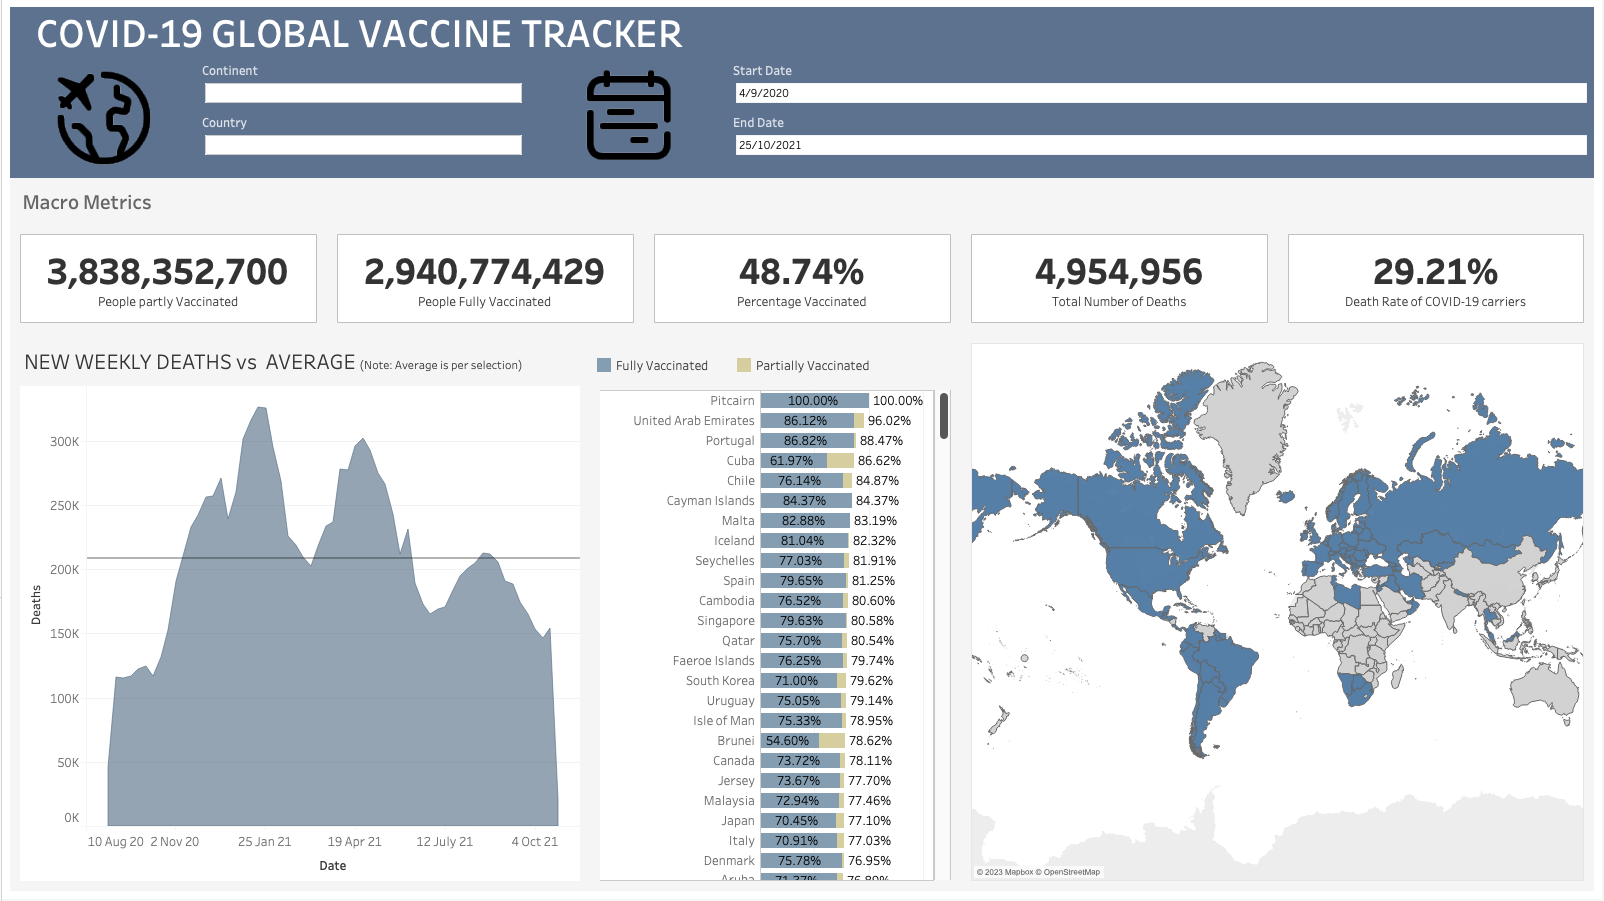 COVID-19 GLOBAL VACCINE TRACKER
Continent
Country
Start Date
4/9/2020
End Date
25/10/2021
Macro Metrics
3,838,352,700
People partly Vaccinated
2,940,774,429
People Fully Vaccinated
48.74%
Percentage Vaccinated
4,954,956
Total Number of Deaths
29.21%
Death Rate of COVID-19 carriers
NEW WEEKLY DEATHS vs AVERAGE (Note: Average is per selection)
Deaths
300K
250K
200K
150K
100K
50K
0K
10 Aug 20 2 Nov 20 25 Jan 21 19 Apr 21 12 July 21 4 Oct 21
Date
Fully Vaccinated Partially Vaccinated
Pitcairn 100.00% 100.00%
United Arab Emirates 86.12% 96.02%
Portugal 86.82% 88.47%
Cuba 61.97% 86.62%
Chile 76.14% 84.87%
Cayman Islands 84.37% 84.37%
Malta 82.88% 83.19%
Iceland 81.04% 82.32%
Seychelles 77.03% 81.91%
Spain 79.65% 81.25%
Cambodia 76.52% 80.60%
Singapore 79.63% 80.58%
Qatar 75.70% 80.54%
Faeroe Islands 76.25% 79.74%
South Korea 71.00% 79.62%
Uruguay 75.05% 79.14%
Isle of Man 75.33% 78.95%
Brunei 54.60% 78.62%
Canada 73.72% 78.11%
Jersey 73.67% 77.70%
Malaysia 72.94% 77.46%
Japan 70.45% 77.10%
Italy 70.91% 77.03%
Denmark 75.78% 76.95%
Aruba 71.37% 76.89%
© 2023 Mapbox © OpenStreetMap